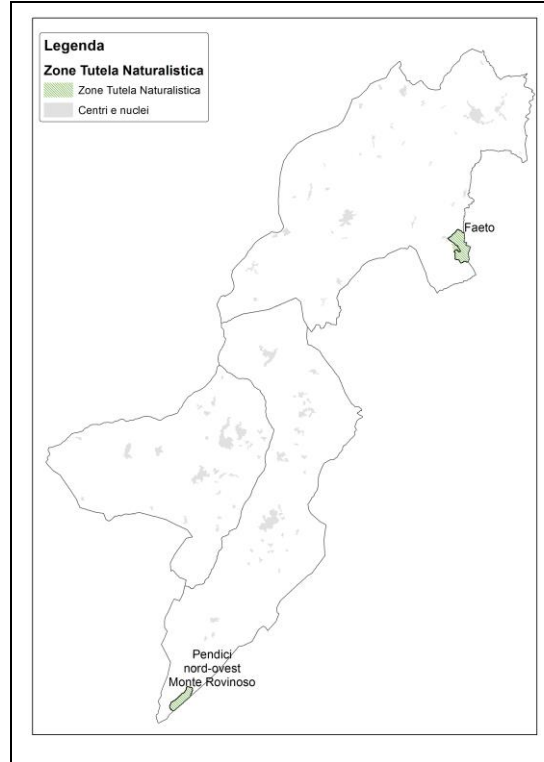 Legenda
Zone Tutela Naturalistica
Zone Tutela Naturalistica
Centri e nuclei
Faeto
Pendici
nord-ovest
Monte Rovinoso